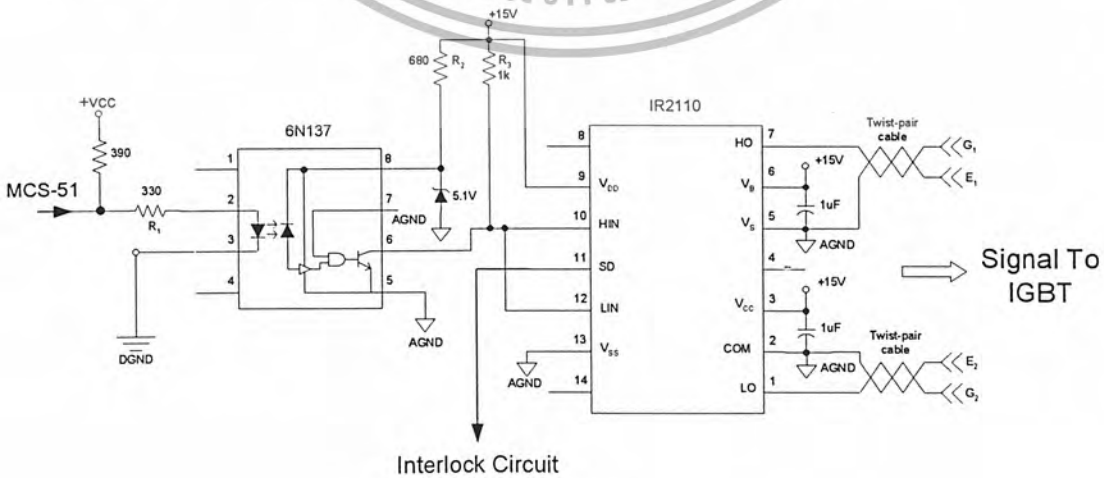 +15V
680
R2
R3
1k
+VCC
390
6N137
IR2110
Twist-pair
cable
MCS-51
330
R1
1
2
3
4
8
7
6
5
AGND
5.1V
AGND
DGND
8
9
10
11
12
13
14
VDD
HIN
SD
LIN
VSS
AGND
HO
VB
VS
VCC
COM
LO
7
6
5
4
3
2
1
+15V
1uF
AGND
+15V
1uF
AGND
G1
E1
Twist-pair
cable
E2
G2
Signal To
IGBT
Interlock Circuit